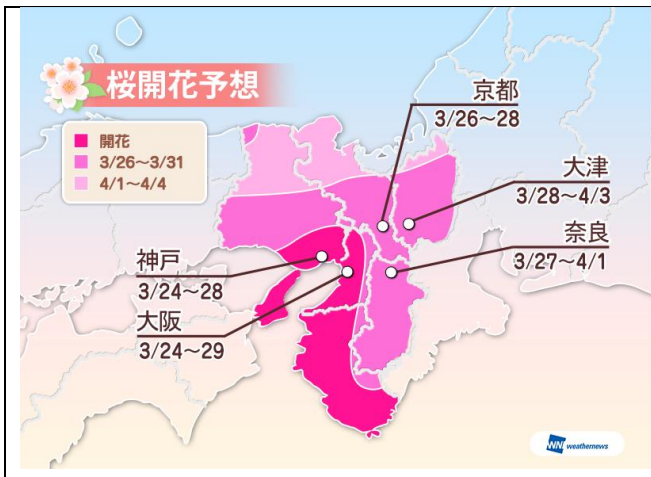 桜開花予想
開花
3/26～3/31
4/1～4/4
京都
3/26～28
大津
3/28～4/3
奈良
3/27～4/1
神戸
3/24～28
大阪
3/24～29
WN weathernews